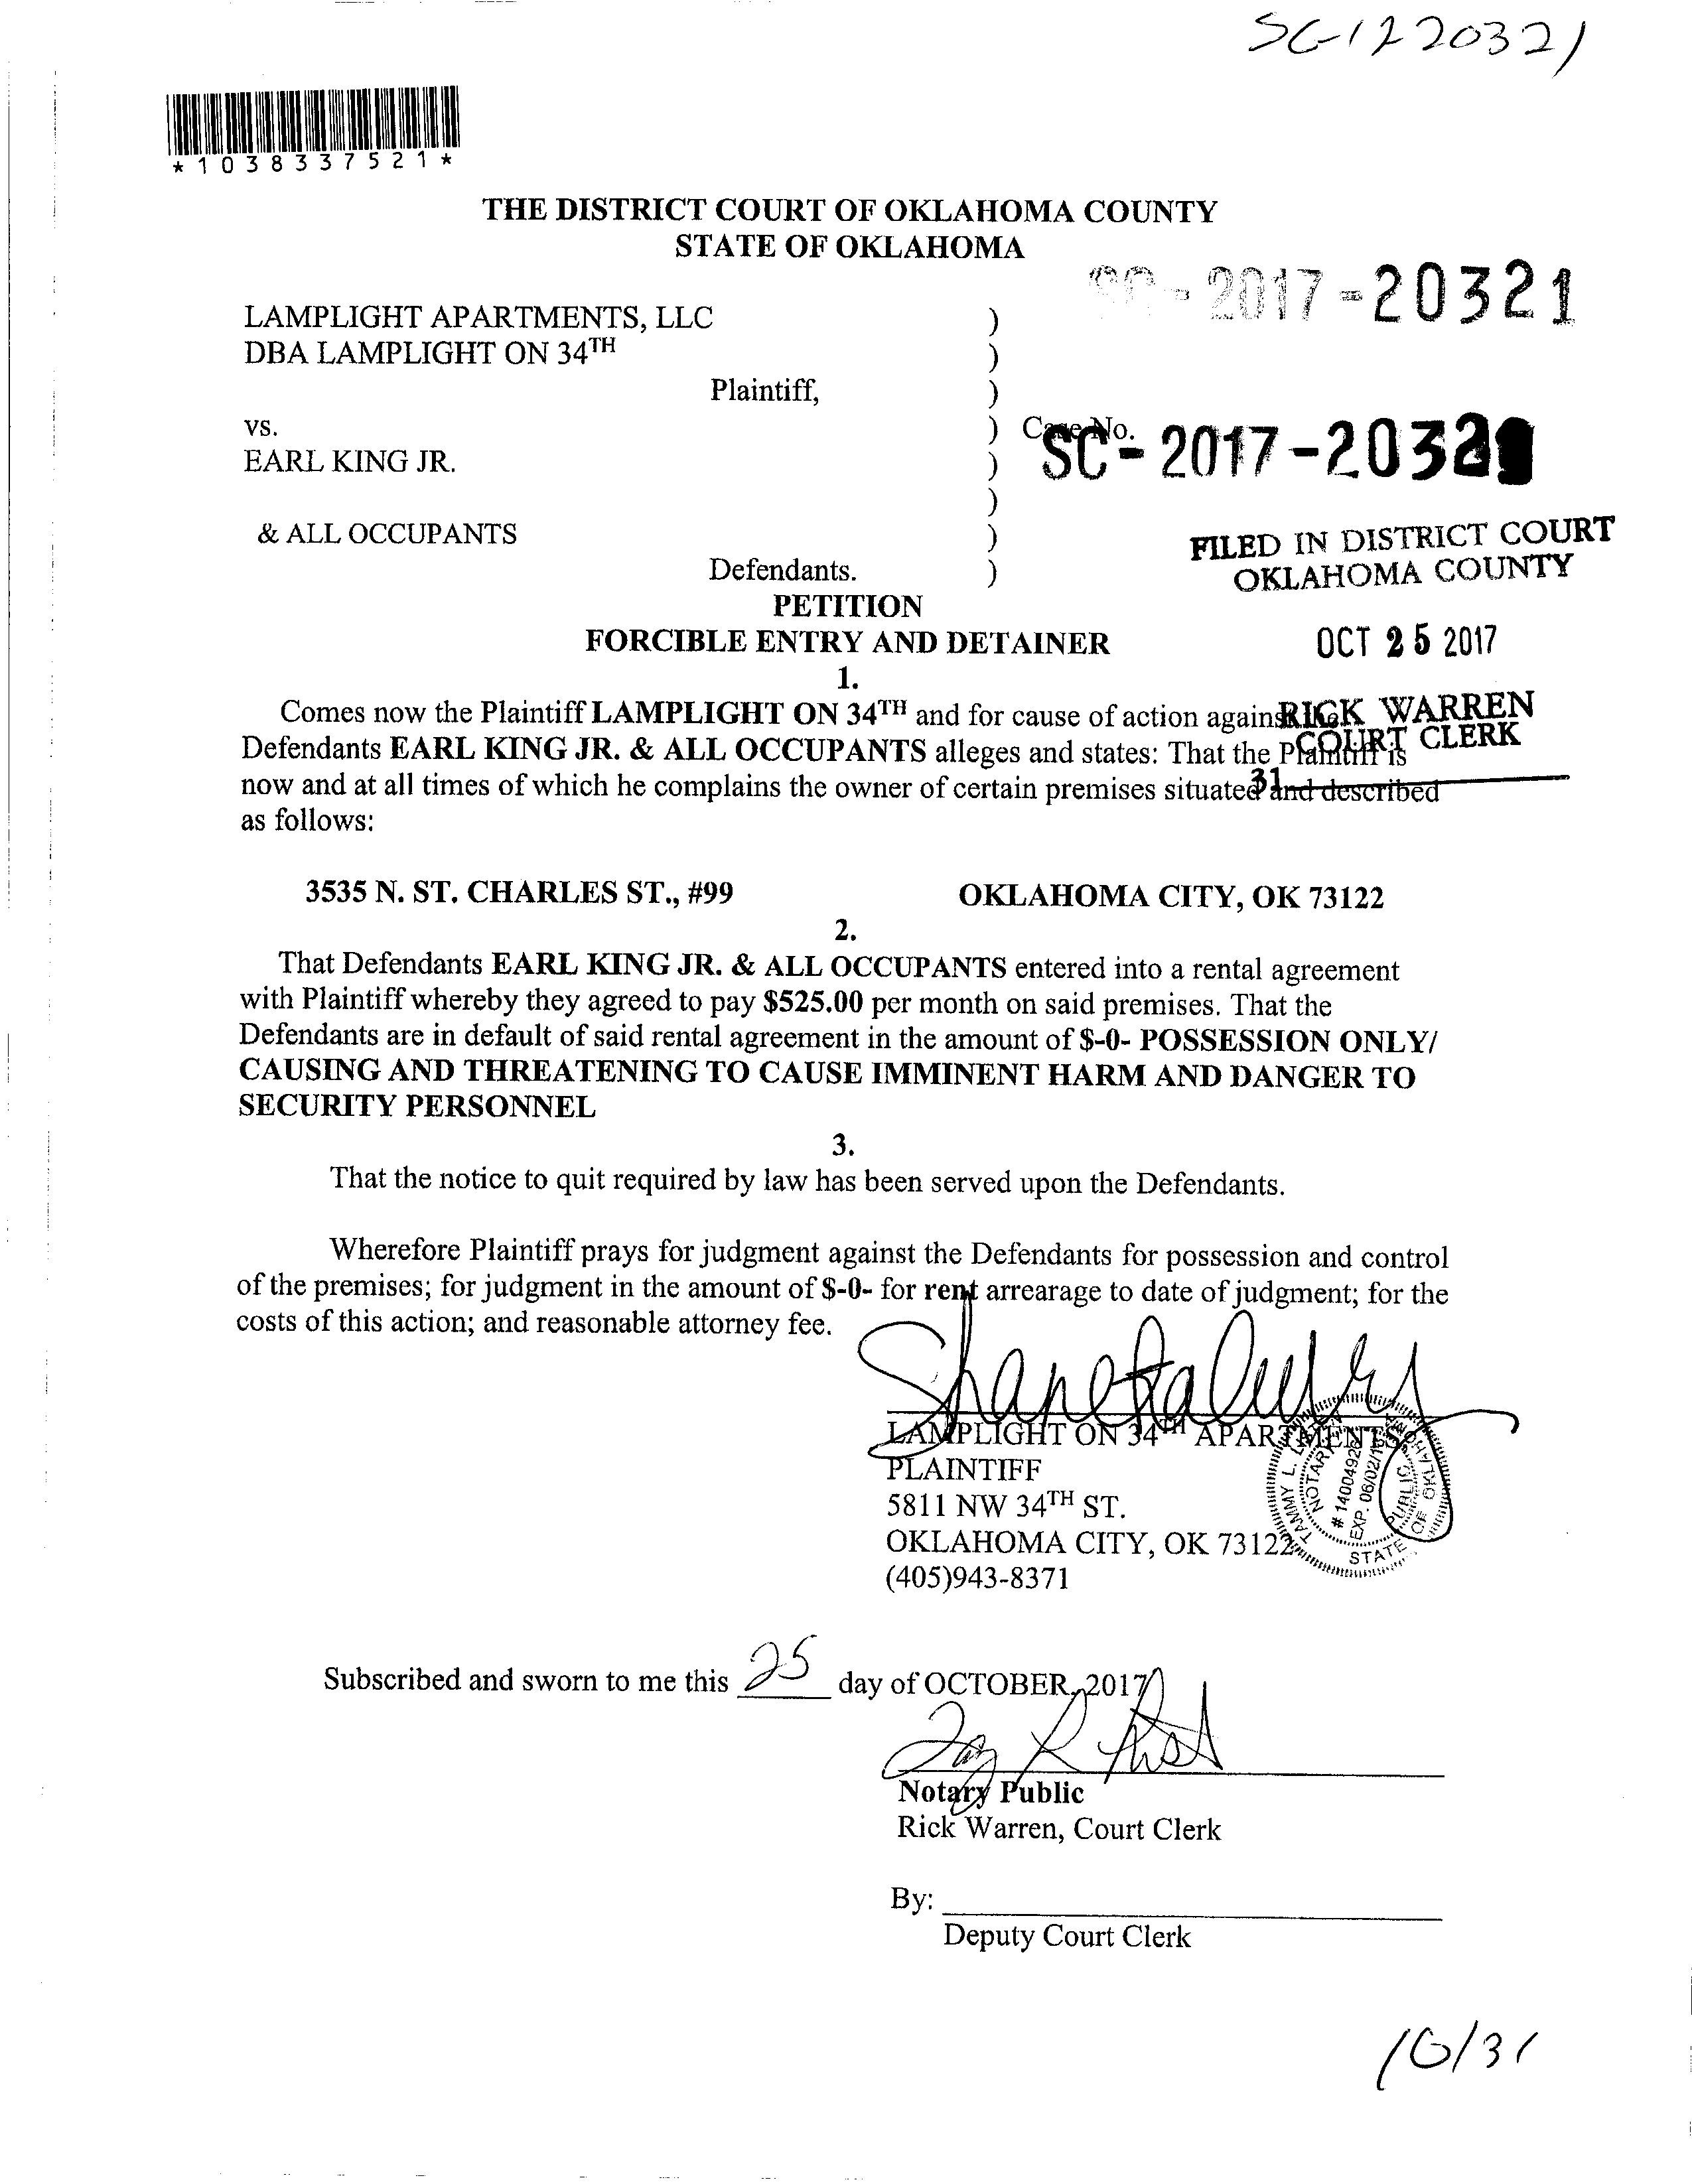 SC-1720321
*1038337521*
THE DISTRICT COURT OF OKLAHOMA COUNTY
STATE OF OKLAHOMA
SC-2017-20321
LAMPLIGHT APARTMENTS, LLC )
DBA LAMPLIGHT ON 34TH )
Plaintiff, )
vs. ) Case No.
SC-2017-2032
EARL KING JR. )
)
& ALL OCCUPANTS )
Defendants. )
FILED IN DISTRICT COURT
OKLAHOMA COUNTY
OCT 25 2017
RICK WARREN
COURT CLERK
31
PETITION
FORCIBLE ENTRY AND DETAINER
1.
Comes now the Plaintiff LAMPLIGHT ON 34TH and for cause of action against
Defendants EARL KING JR. & ALL OCCUPANTS alleges and states: That the Plaintiff is
now and at all times of which he complains the owner of certain premises situated and described
as follows:
3535 N. ST. CHARLES ST., #99 OKLAHOMA CITY, OK 73122
2.
That Defendants EARL KING JR. & ALL OCCUPANTS entered into a rental agreement
with Plaintiff whereby they agreed to pay $525.00 per month on said premises. That the
Defendants are in default of said rental agreement in the amount of $-0- POSSESSION ONLY/
CAUSING AND THREATENING TO CAUSE IMMINENT HARM AND DANGER TO
SECURITY PERSONNEL
3.
That the notice to quit required by law has been served upon the Defendants.
Wherefore Plaintiff prays for judgment against the Defendants for possession and control
of the premises; for judgment in the amount of $-0- for rent arrearage to date of judgment; for the
costs of this action; and reasonable attorney fee.
LAMPLIGHT ON 34TH APARTMENTS
PLAINTIFF
5811 NW 34TH ST.
OKLAHOMA CITY, OK 73122
(405)943-8371
TAMMY L.
NOTARY PUBLIC
# 14004926
EXP. 06/02/
STATE OF OKLAHOMA
Subscribed and sworn to me this 25 day of OCTOBER, 2017
Notary Public
Rick Warren, Court Clerk
By:
Deputy Court Clerk
10/31